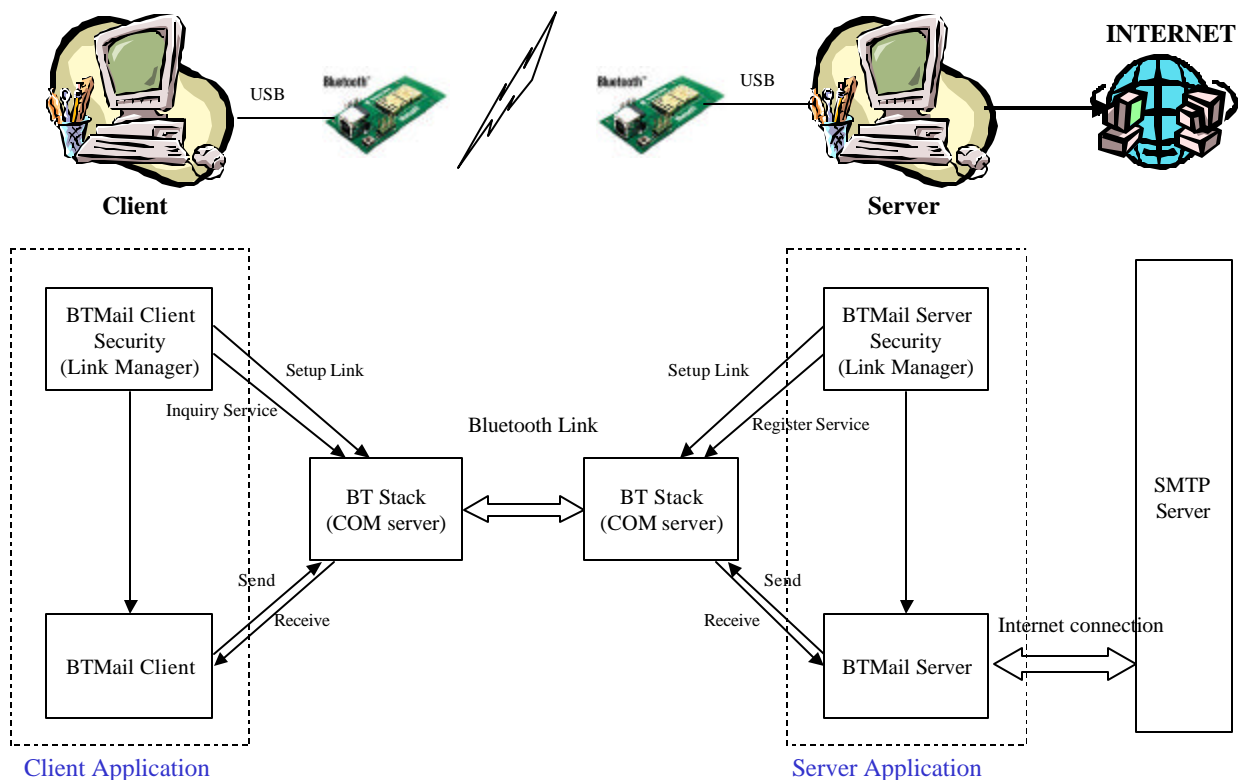 INTERNET
Bluetooth™
Bluetooth™
USB
USB
Client
Server
BTMail Client
Security
(Link Manager)
BTMail Server
Security
(Link Manager)
Setup Link
Setup Link
Inquiry Service
Register Service
Bluetooth Link
BT Stack
(COM server)
BT Stack
(COM server)
SMTP
Server
Send
Receive
Send
Receive
Internet connection
BTMail Client
BTMail Server
Client Application
Server Application